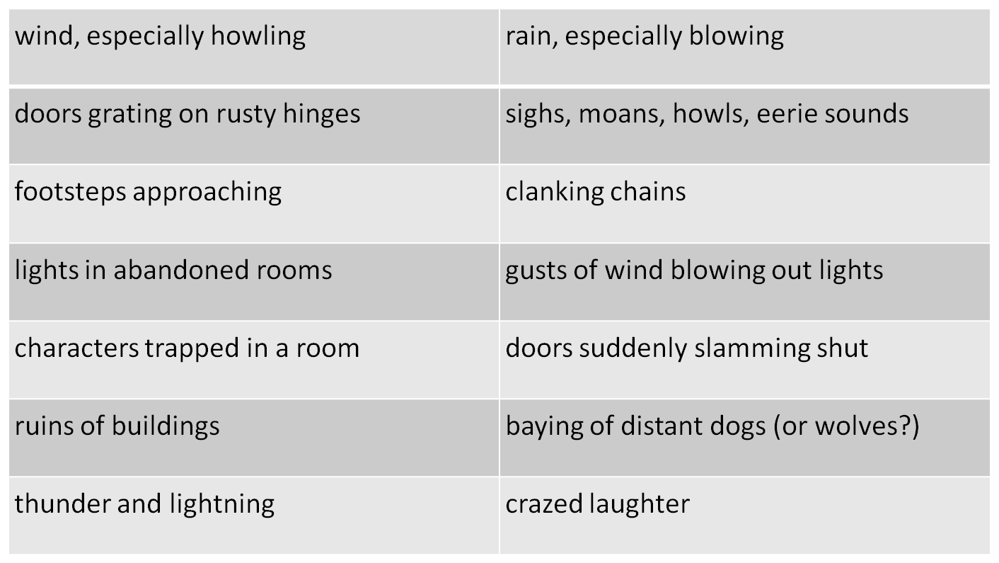 wind, especially howling
rain, especially blowing
doors grating on rusty hinges
sighs, moans, howls, eerie sounds
footsteps approaching
clanking chains
lights in abandoned rooms
gusts of wind blowing out lights
characters trapped in a room
doors suddenly slamming shut
ruins of buildings
baying of distant dogs (or wolves?)
thunder and lightning
crazed laughter